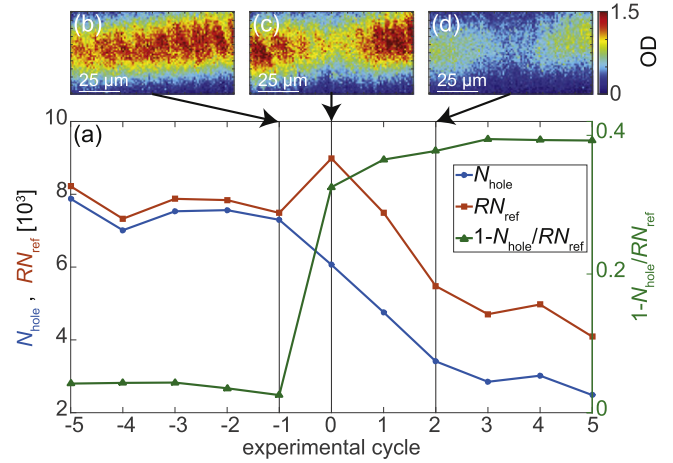 (b)
(c)
(d)
25 µm
25 µm
25 µm
1.5
0
OD
(a)
10
8
6
4
2
N_hole , RN_ref [10³]
N_hole
RN_ref
1-N_hole/RN_ref
0.4
0.2
0
1-N_hole/RN_ref
-5 -4 -3 -2 -1 0 1 2 3 4 5
experimental cycle